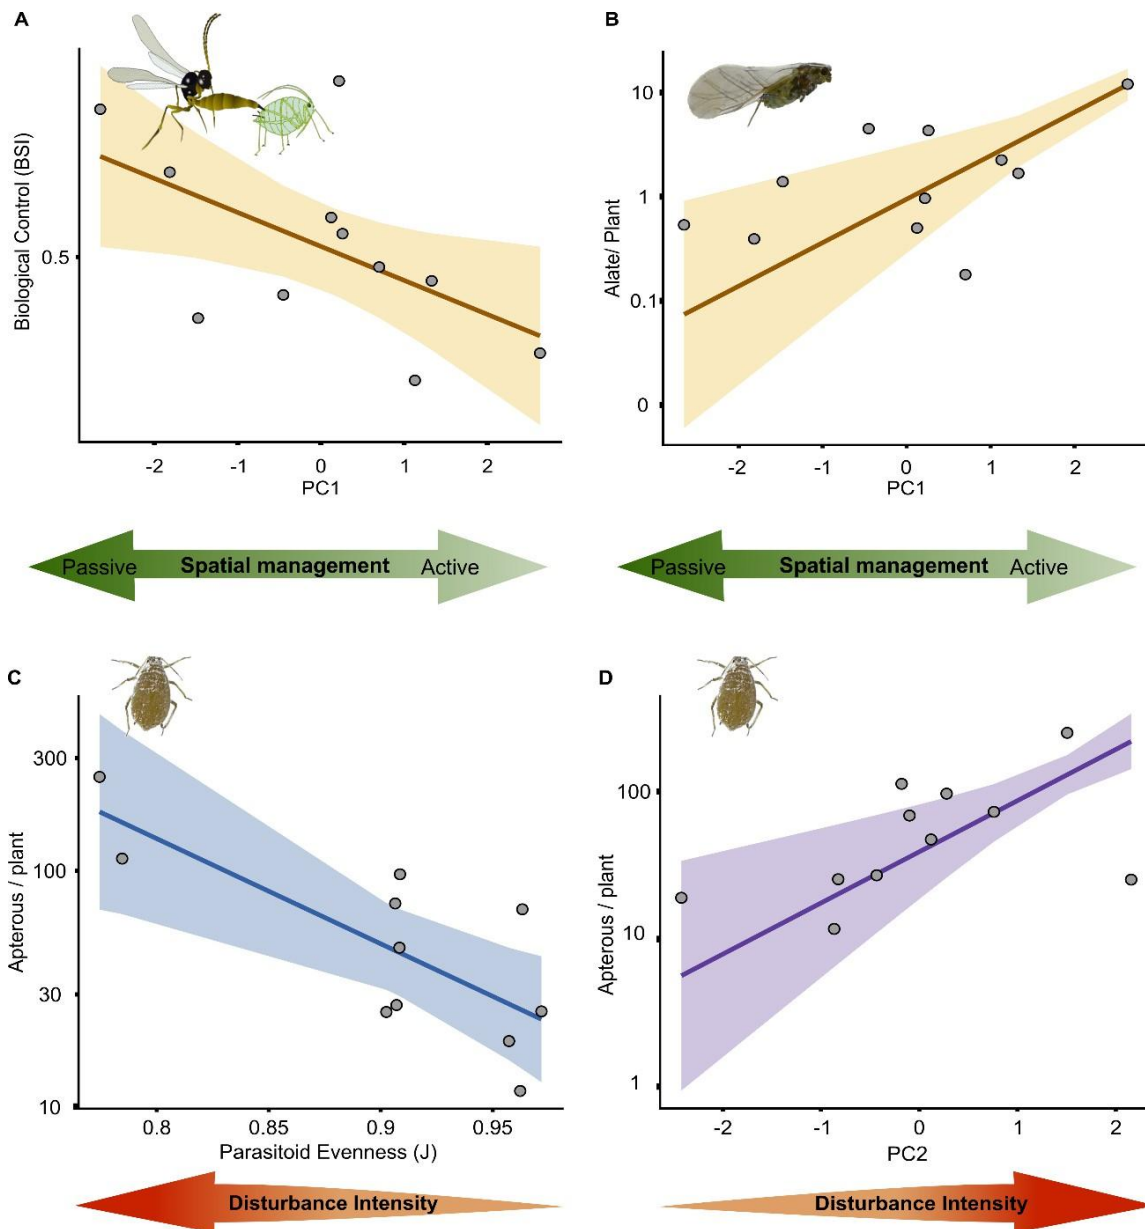 A
Biological Control (BSI)
0.5
-2 -1 0 1 2
PC1
Passive Spatial management Active
B
Alate/ Plant
10
1
0.1
0
-2 -1 0 1 2
PC1
Passive Spatial management Active
C
Apterous / plant
300
100
30
10
0.8 0.85 0.9 0.95
Parasitoid Evenness (J)
Disturbance Intensity
D
Apterous / plant
100
10
1
-2 -1 0 1 2
PC2
Disturbance Intensity